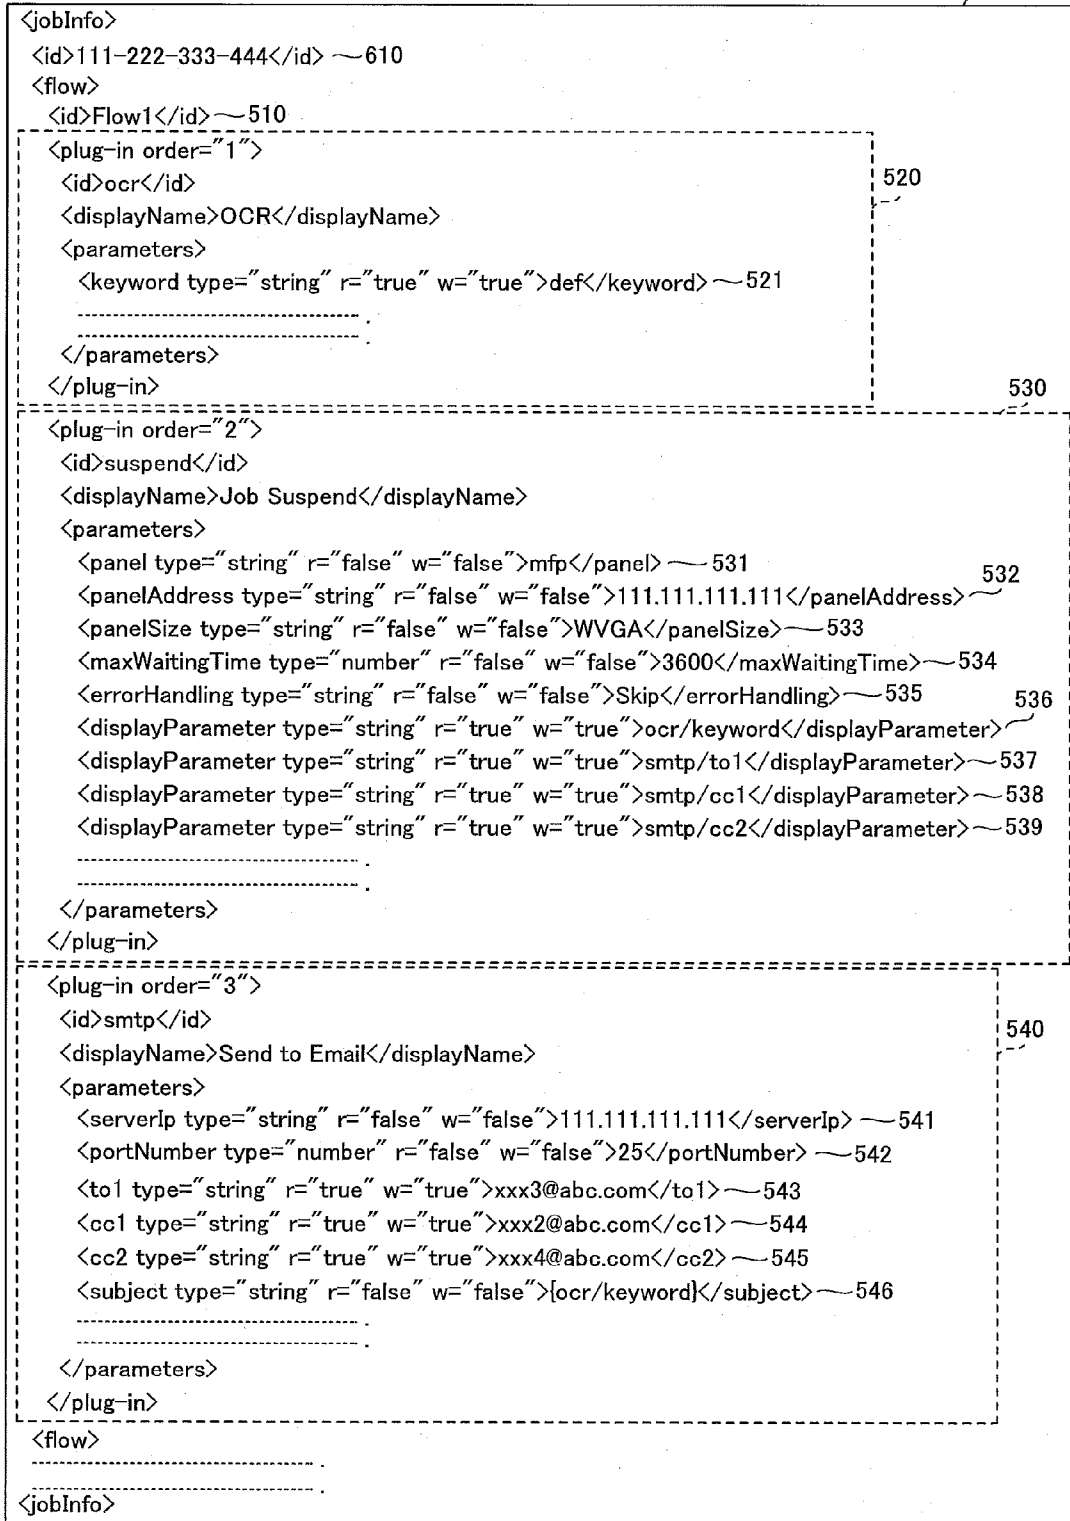 <jobInfo>
<id>111-222-333-444</id> 610
<flow>
<id>Flow1</id> 510
<plug-in order="1">
<id>ocr</id> 520
<displayName>OCR</displayName>
<parameters>
<keyword type="string" r="true" w="true">def</keyword> 521
</parameters>
</plug-in> 530
<plug-in order="2">
<id>suspend</id>
<displayName>Job Suspend</displayName>
<parameters>
<panel type="string" r="false" w="false">mfp</panel> 531
<panelAddress type="string" r="false" w="false">111.111.111.111</panelAddress> 532
<panelSize type="string" r="false" w="false">WVGA</panelSize> 533
<maxWaitingTime type="number" r="false" w="false">3600</maxWaitingTime> 534
<errorHandling type="string" r="false" w="false">Skip</errorHandling> 535
<displayParameter type="string" r="true" w="true">ocr/keyword</displayParameter> 536
<displayParameter type="string" r="true" w="true">smtp/to1</displayParameter> 537
<displayParameter type="string" r="true" w="true">smtp/cc1</displayParameter> 538
<displayParameter type="string" r="true" w="true">smtp/cc2</displayParameter> 539
</parameters>
</plug-in>
<plug-in order="3">
<id>smtp</id> 540
<displayName>Send to Email</displayName>
<parameters>
<serverIp type="string" r="false" w="false">111.111.111.111</serverIp> 541
<portNumber type="number" r="false" w="false">25</portNumber> 542
<to1 type="string" r="true" w="true">xxx3@abc.com</to1> 543
<cc1 type="string" r="true" w="true">xxx2@abc.com</cc1> 544
<cc2 type="string" r="true" w="true">xxx4@abc.com</cc2> 545
<subject type="string" r="false" w="false">{ocr/keyword}</subject> 546
</parameters>
</plug-in>
<flow>
<jobInfo>